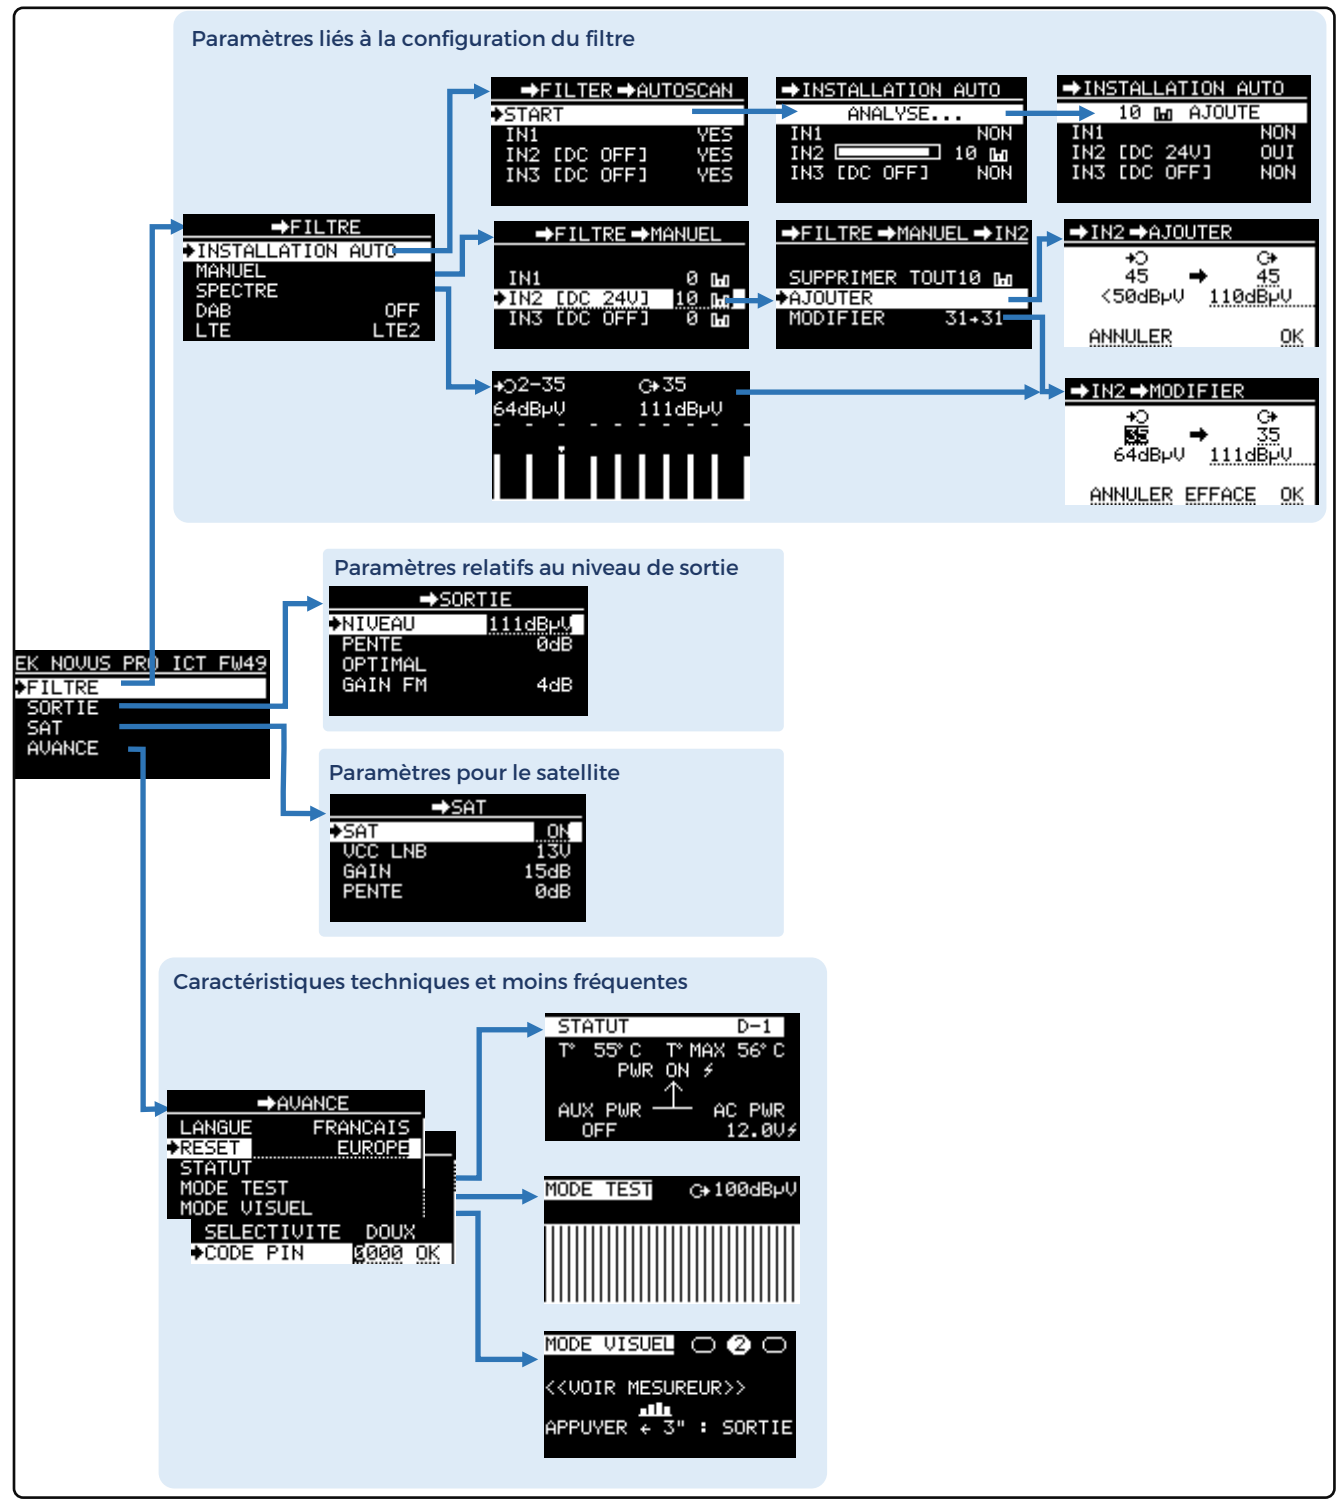 Paramètres liés à la configuration du filtre
➡FILTER ➡AUTOSCAN
➔START
IN1 YES
IN2 [DC OFF] YES
IN3 [DC OFF] YES
➡INSTALLATION AUTO
ANALYSE...
IN1 NON
IN2 10
IN3 [DC OFF] NON
➡INSTALLATION AUTO
10 AJOUTE
IN1 NON
IN2 [DC 24V] OUI
IN3 [DC OFF] NON
➡FILTRE
➔INSTALLATION AUTO
MANUEL
SPECTRE
DAB OFF
LTE LTE2
➡FILTRE ➡MANUEL
IN1 0
➔IN2 [DC 24V] 10
IN3 [DC OFF] 0
➡FILTRE ➡MANUEL ➡IN2
SUPPRIMER TOUT10
➔AJOUTER
MODIFIER 31→31
➡IN2 ➡AJOUTER
45 ➡ 45
<50dBµV 110dBµV
ANNULER OK
2-35 35
64dBµV 111dBµV
➡IN2 ➡MODIFIER
35 ➡ 35
64dBµV 111dBµV
ANNULER EFFACE OK
Paramètres relatifs au niveau de sortie
➡SORTIE
➔NIVEAU 111dBµV
PENTE 0dB
OPTIMAL
GAIN FM 4dB
EK NOVUS PRO ICT FW49
➔FILTRE
SORTIE
SAT
AVANCE
Paramètres pour le satellite
➡SAT
➔SAT ON
VCC LNB 13V
GAIN 15dB
PENTE 0dB
Caractéristiques techniques et moins fréquentes
STATUT D-1
T° 55°C T°MAX 56°C
PWR ON ⚡
AUX PWR AC PWR
OFF 12.0V⚡
➡AVANCE
LANGUE FRANCAIS
➔RESET EUROPE
STATUT
MODE TEST
MODE VISUEL
SELECTIVITE DOUX
➔CODE PIN 0000 OK
MODE TEST 100dBµV
MODE VISUEL 2
<<VOIR MESUREUR>>
APPUYER ← 3" : SORTIE